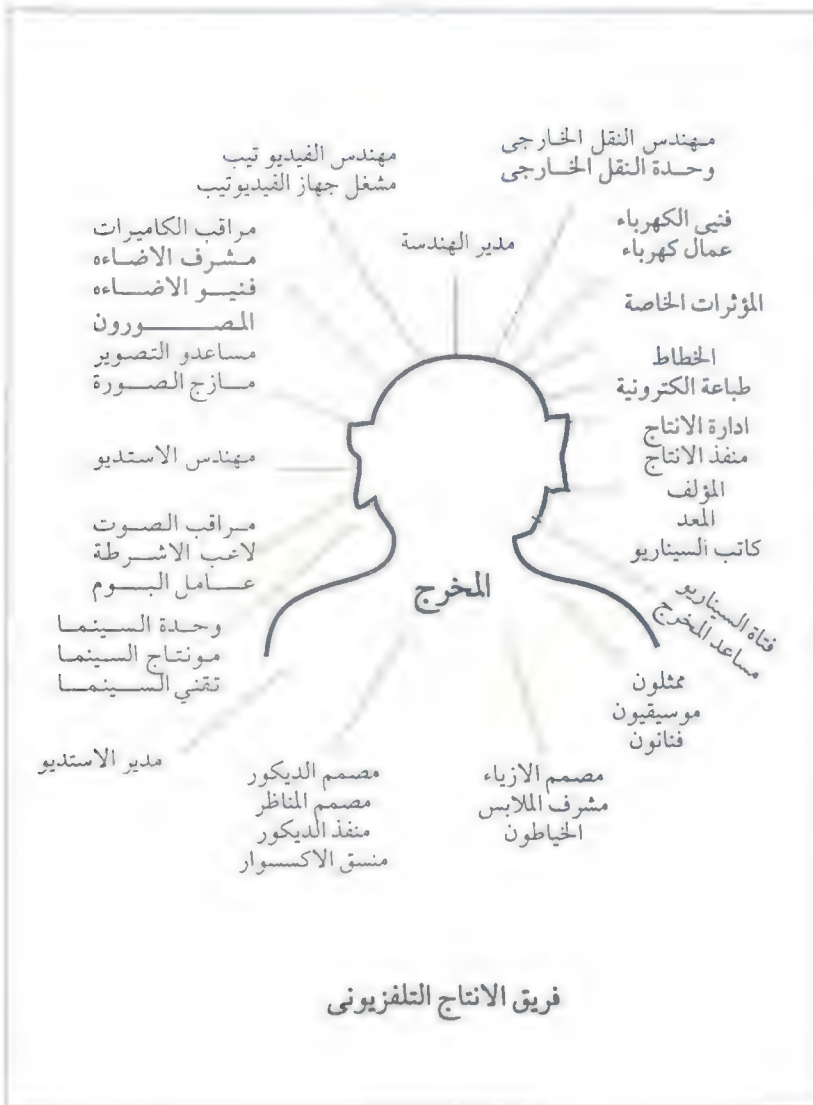 مهندس النقل الخارجى
وحدة النقل الخارجى
مهندس الفيديو تيب
مشغل جهاز الفيديوتيب
مدير الهندسة
فنيى الكهرباء
عمال كهرباء
المؤثرات الخاصة
الخطاط
طباعة الكترونية
ادارة الانتاج
منفذ الانتاج
المؤلف
المعد
كاتب السيناريو
فتاة السيناريو
مساعد المخرج
ممثلون
موسيقيون
فنانون
مصمم الازياء
مشرف الملابس
الخياطون
مراقب الكاميرات
مشرف الاضاءه
فنيو الاضاءه
المصورون
مساعدو التصوير
مازج الصورة
مهندس الاستديو
مراقب الصوت
لاعب الاشرطة
عامل البوم
وحدة السينما
مونتاج السينما
تقني السينما
مدير الاستديو
مصمم الديكور
مصمم المناظر
منفذ الديكور
منسق الاكسسوار
المخرج
فريق الانتاج التلفزيونى